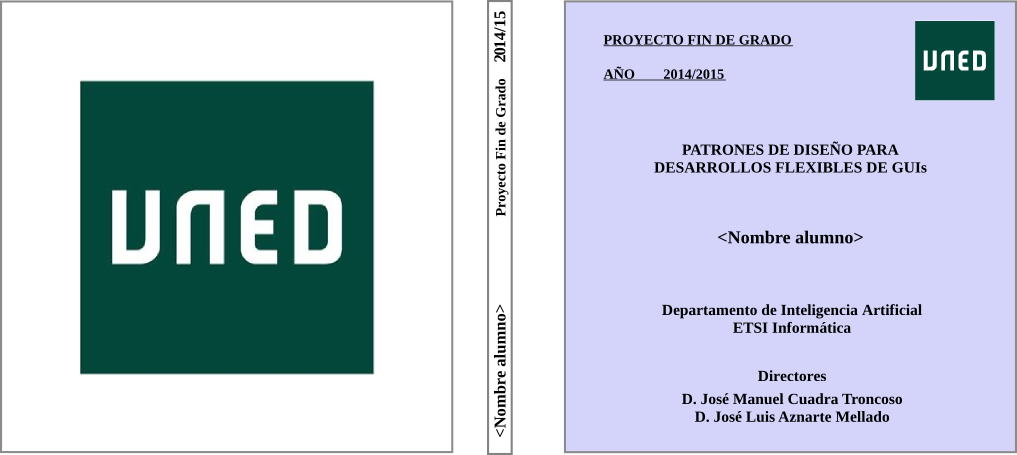 UNED
<Nombre alumno> Proyecto Fin de Grado 2014/15
PROYECTO FIN DE GRADO
UNED
AÑO 2014/2015
PATRONES DE DISEÑO PARA
DESARROLLOS FLEXIBLES DE GUIs
<Nombre alumno>
Departamento de Inteligencia Artificial
ETSI Informática
Directores
D. José Manuel Cuadra Troncoso
D. José Luis Aznarte Mellado